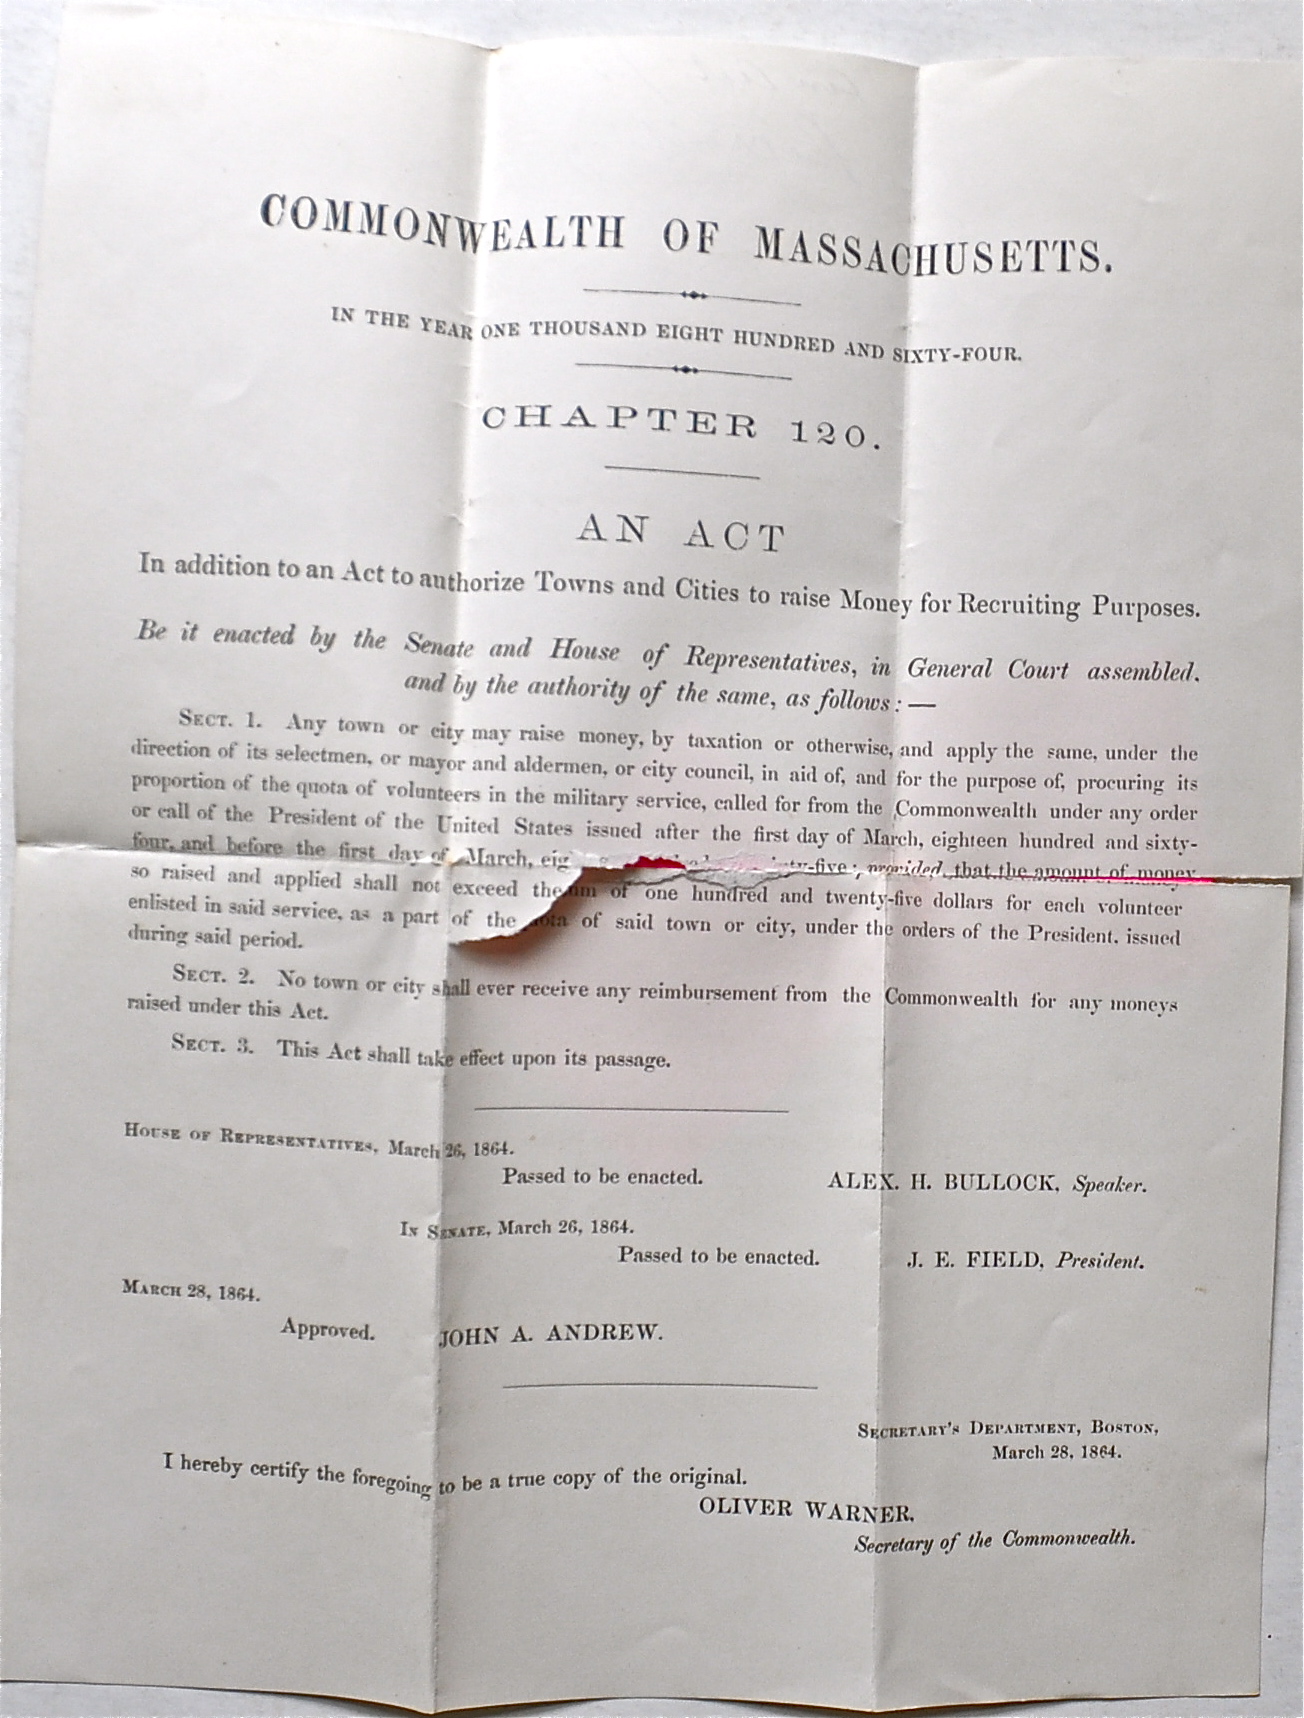 COMMONWEALTH OF MASSACHUSETTS.
IN THE YEAR ONE THOUSAND EIGHT HUNDRED AND SIXTY-FOUR.
CHAPTER 120.
AN ACT
In addition to an Act to authorize Towns and Cities to raise Money for Recruiting Purposes.
Be it enacted by the Senate and House of Representatives, in General Court assembled,
and by the authority of the same, as follows: —
SECT. 1. Any town or city may raise money, by taxation or otherwise, and apply the same, under the
direction of its selectmen, or mayor and aldermen, or city council, in aid of, and for the purpose of, procuring its
proportion of the quota of volunteers in the military service, called for from the Commonwealth under any order
or call of the President of the United States issued after the first day of March, eighteen hundred and sixty-
four, and before the first day of March, eig -five; provided, that the amount of money
so raised and applied shall not exceed the of one hundred and twenty-five dollars for each volunteer
enlisted in said service, as a part of the of said town or city, under the orders of the President, issued
during said period.
SECT. 2. No town or city shall ever receive any reimbursement from the Commonwealth for any moneys
raised under this Act.
SECT. 3. This Act shall take effect upon its passage.
HOUSE OF REPRESENTATIVES, March 26, 1864.
Passed to be enacted. ALEX. H. BULLOCK, Speaker.
IN SENATE, March 26, 1864.
Passed to be enacted. J. E. FIELD, President.
MARCH 28, 1864.
Approved. JOHN A. ANDREW.
SECRETARY'S DEPARTMENT, BOSTON,
March 28, 1864.
I hereby certify the foregoing to be a true copy of the original.
OLIVER WARNER,
Secretary of the Commonwealth.